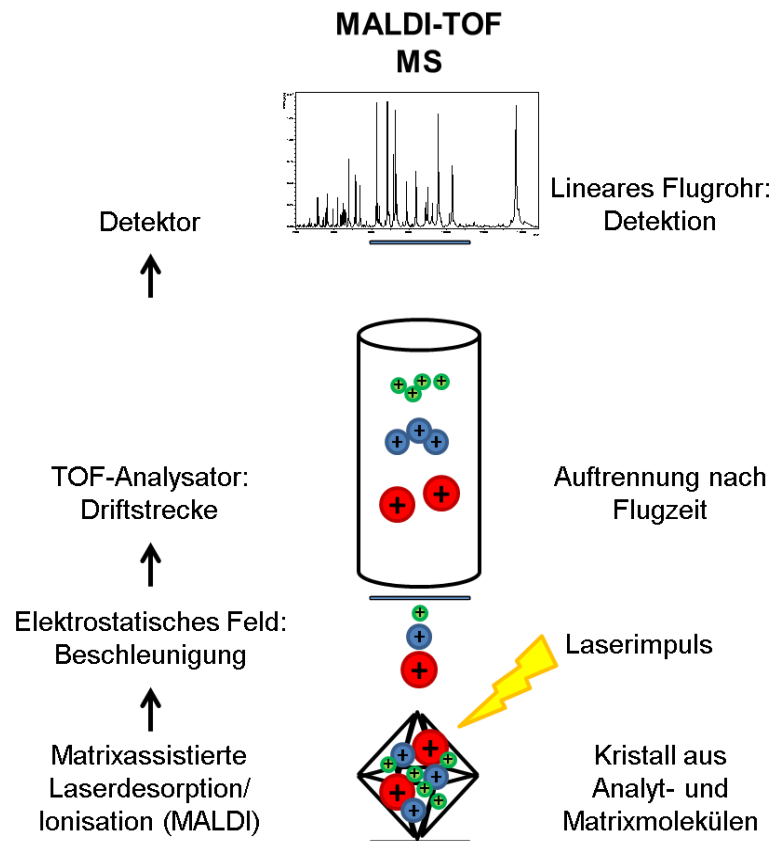 MALDI-TOF
MS
Lineares Flugrohr:
Detektion
Detektor
TOF-Analysator:
Driftstrecke
Auftrennung nach
Flugzeit
Elektrostatisches Feld:
Beschleunigung
Laserimpuls
Matrixassistierte
Laserdesorption/
Ionisation (MALDI)
Kristall aus
Analyt- und
Matrixmolekülen